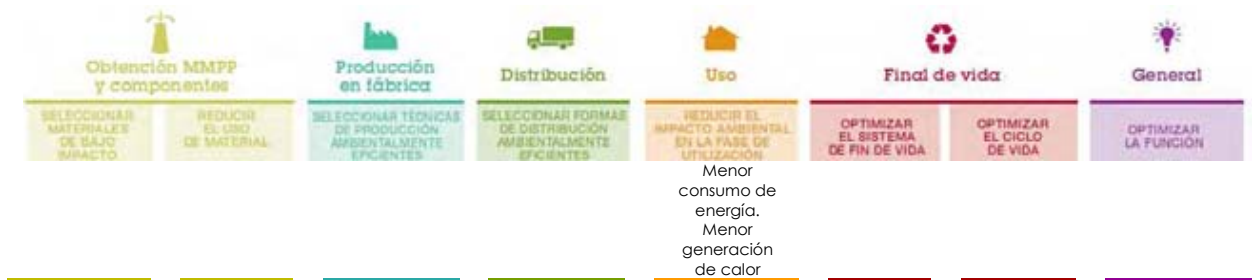 Obtención MMPP
y componentes
Producción
en fábrica
Distribución
Uso
Final de vida
General
SELECCIONAR
MATERIALES
DE BAJO
IMPACTO
REDUCIR
EL USO
DE MATERIAL
SELECCIONAR TÉCNICAS
DE PRODUCCIÓN
AMBIENTALMENTE
EFICIENTES
SELECCIONAR FORMAS
DE DISTRIBUCIÓN
AMBIENTALMENTE
EFICIENTES
REDUCIR EL
IMPACTO AMBIENTAL
EN LA FASE DE
UTILIZACIÓN
OPTIMIZAR
EL SISTEMA
DE FIN DE VIDA
OPTIMIZAR
EL CICLO
DE VIDA
OPTIMIZAR
LA FUNCIÓN
Menor
consumo de
energía.
Menor
generación
de calor